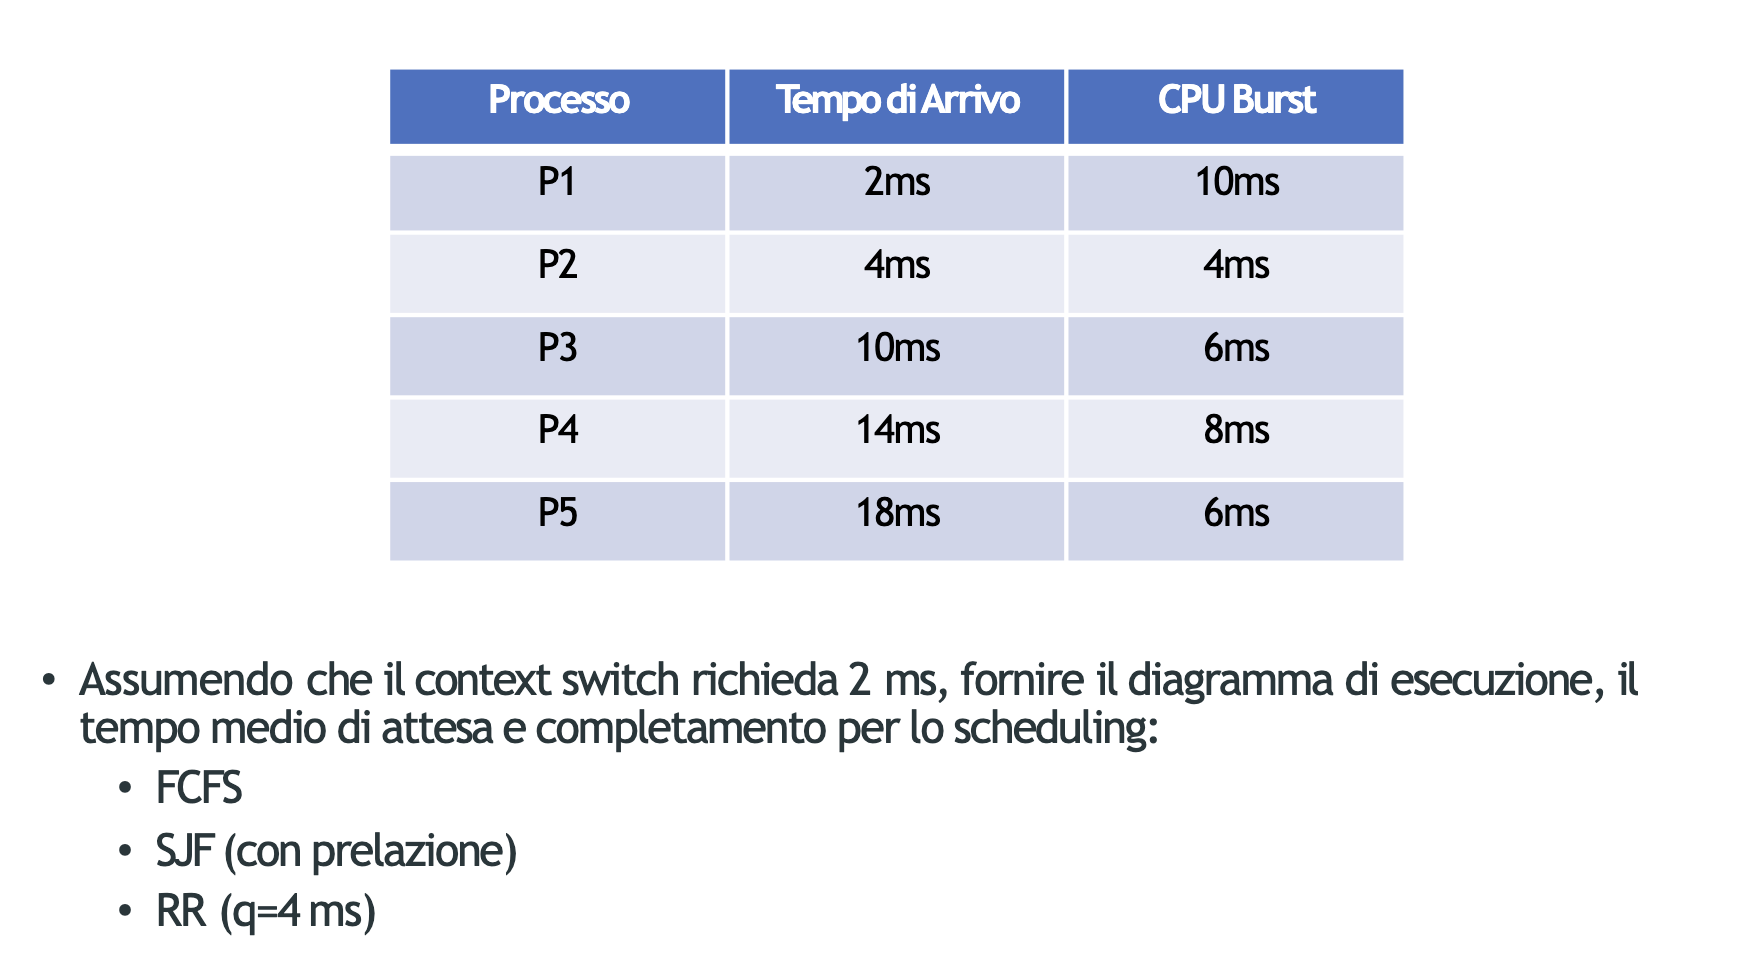 Processo Tempo di Arrivo CPU Burst
P1 2ms 10ms
P2 4ms 4ms
P3 10ms 6ms
P4 14ms 8ms
P5 18ms 6ms
• Assumendo che il context switch richieda 2 ms, fornire il diagramma di esecuzione, il
tempo medio di attesa e completamento per lo scheduling:
• FCFS
• SJF (con prelazione)
• RR (q=4 ms)